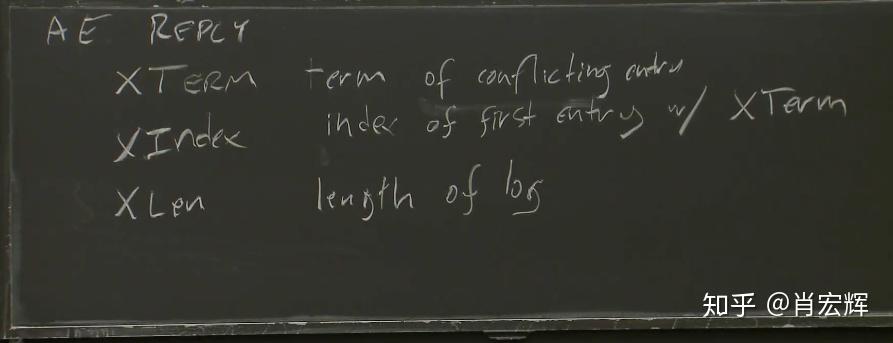 AE REPLY
XTERM term of conflicting entry
XIndex index of first entry w/ XTerm
XLen length of log
知乎 @肖宏辉